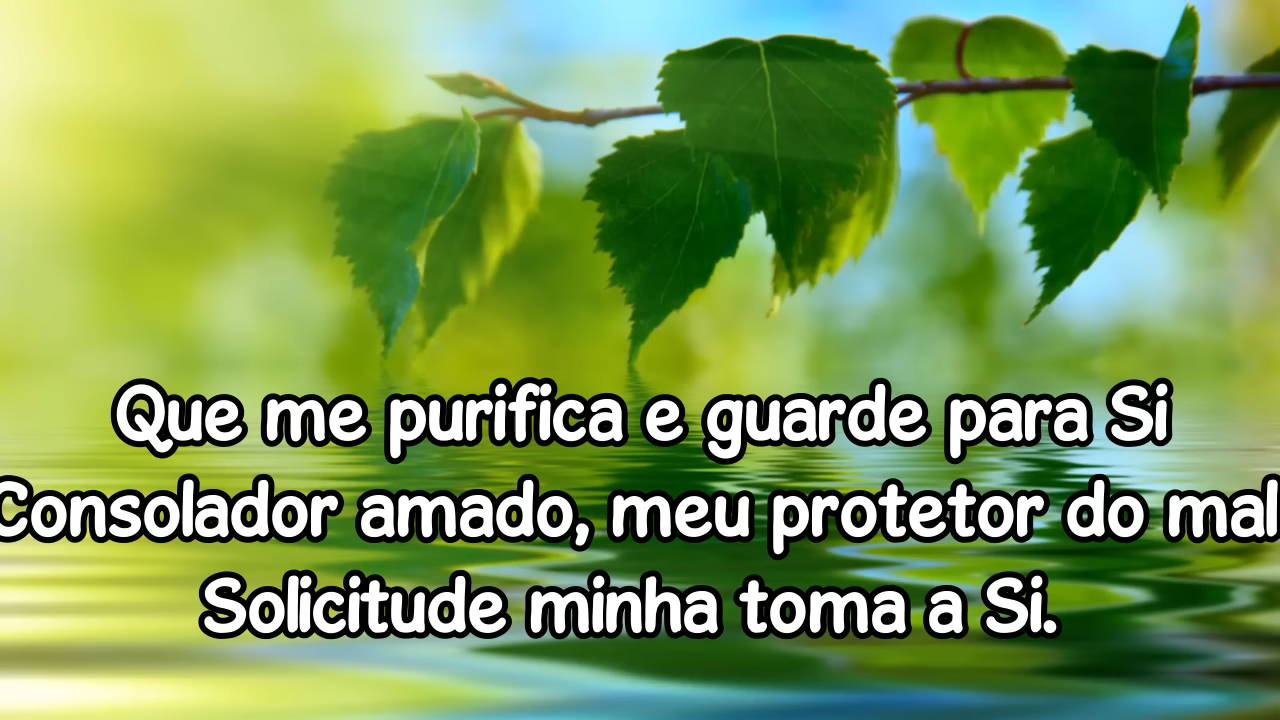 Que me purifica e guarde para Si
Consolador amado, meu protetor do mal
Solicitude minha toma a Si.